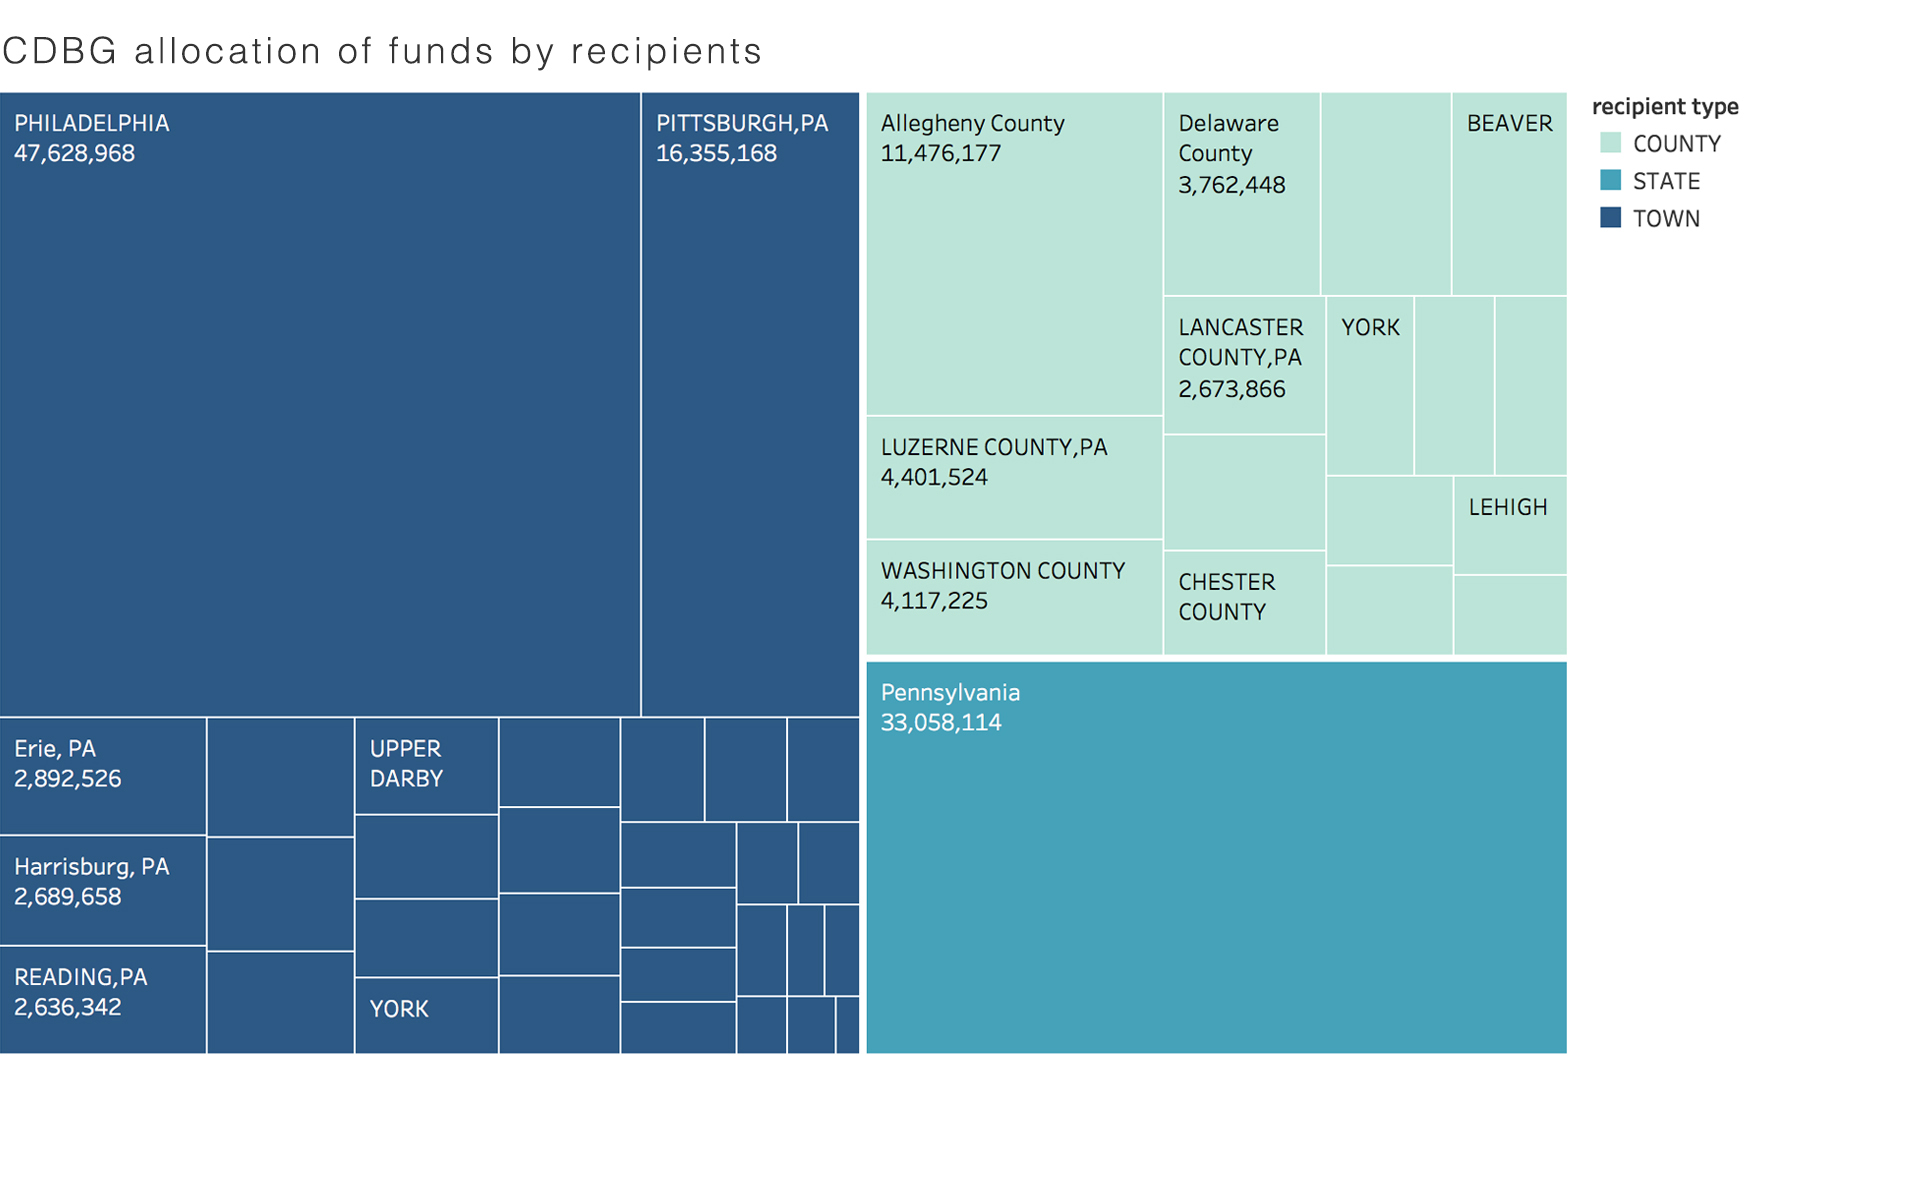 CDBG allocation of funds by recipients
PHILADELPHIA
47,628,968
PITTSBURGH,PA
16,355,168
Erie, PA
2,892,526
Harrisburg, PA
2,689,658
READING,PA
2,636,342
UPPER
DARBY
YORK
Allegheny County
11,476,177
LUZERNE COUNTY,PA
4,401,524
WASHINGTON COUNTY
4,117,225
Delaware
County
3,762,448
BEAVER
LANCASTER
COUNTY,PA
2,673,866
YORK
CHESTER
COUNTY
LEHIGH
Pennsylvania
33,058,114
recipient type
COUNTY
STATE
TOWN